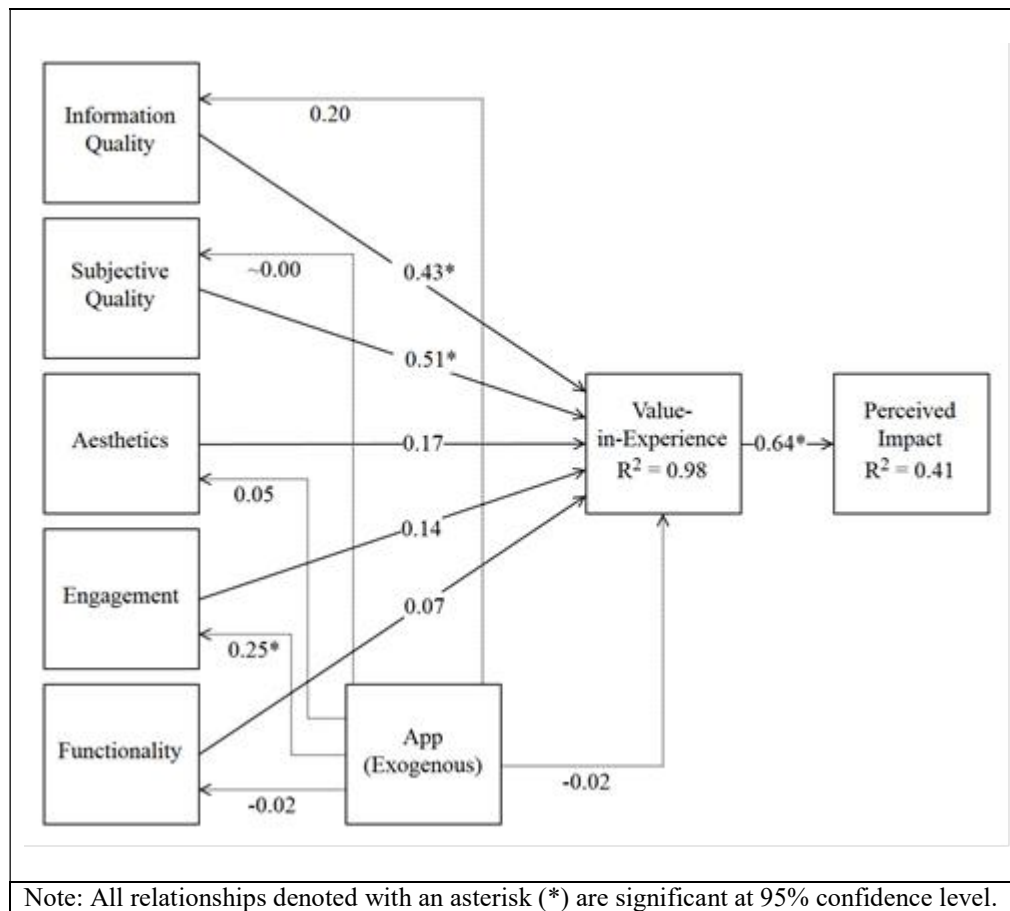 Information
Quality
0.20
Subjective
Quality
~0.00
0.43*
0.51*
Aesthetics
0.17
0.05
Value-
in-Experience
R² = 0.98
0.64*
Perceived
Impact
R² = 0.41
Engagement
0.14
0.25*
0.07
Functionality
-0.02
App
(Exogenous)
-0.02
Note: All relationships denoted with an asterisk (*) are significant at 95% confidence level.